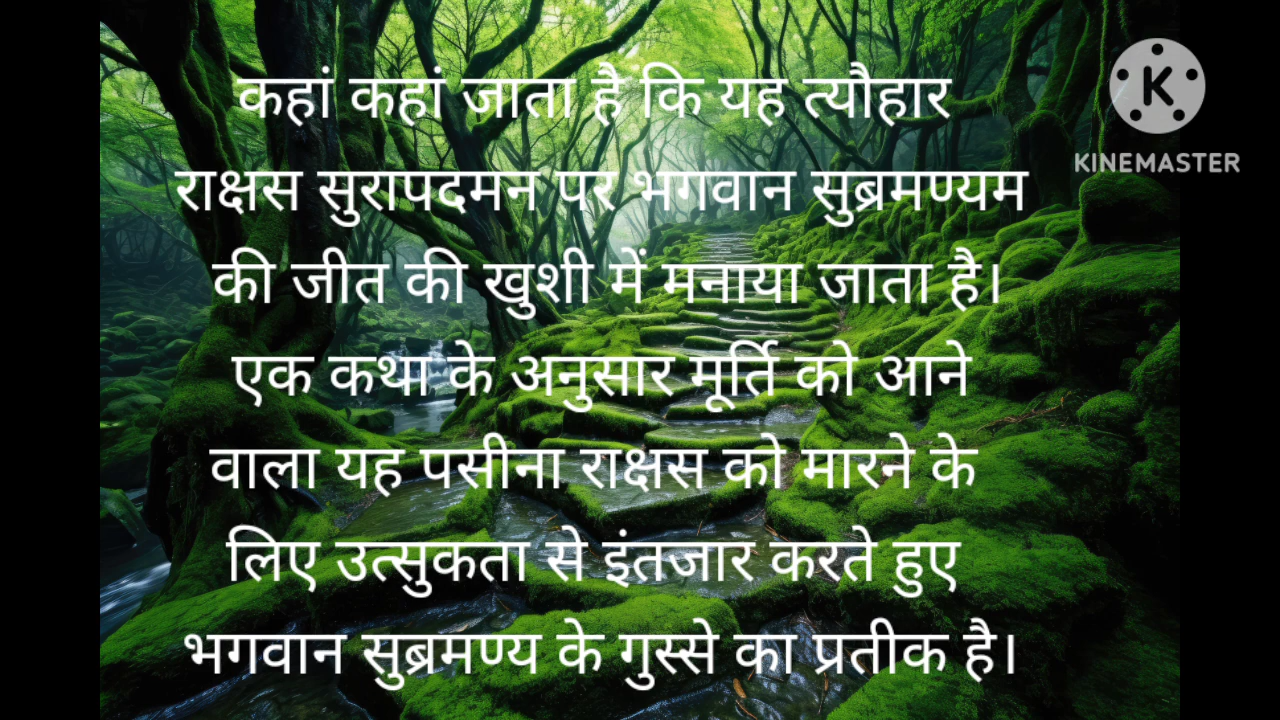 कहां कहां जाता है कि यह त्यौहार
राक्षस सुरापदमन पर भगवान सुब्रमण्यम
की जीत की खुशी में मनाया जाता है।
एक कथा के अनुसार मूर्ति को आने
वाला यह पसीना राक्षस को मारने के
लिए उत्सुकता से इंतजार करते हुए
भगवान सुब्रमण्य के गुस्से का प्रतीक है।
K
KINEMASTER